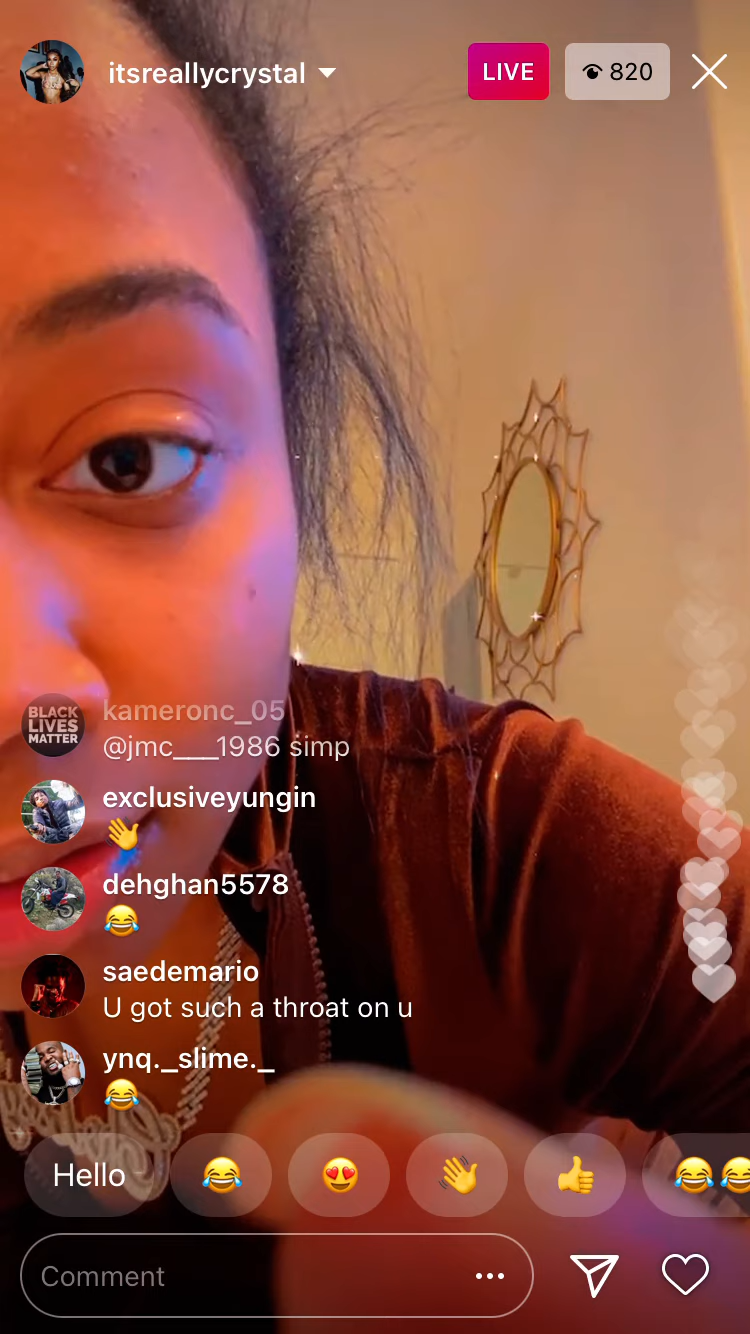 itsreallycrystal
LIVE
820
BLACK
LIVES
MATTER
kameronc_05
@jmc___1986 simp
exclusiveyungin
👋
dehghan5578
😂
saedemario
U got such a throat on u
ynq._slime._
😂
Hello 😂 😍 👋 👍 😂😂
Comment